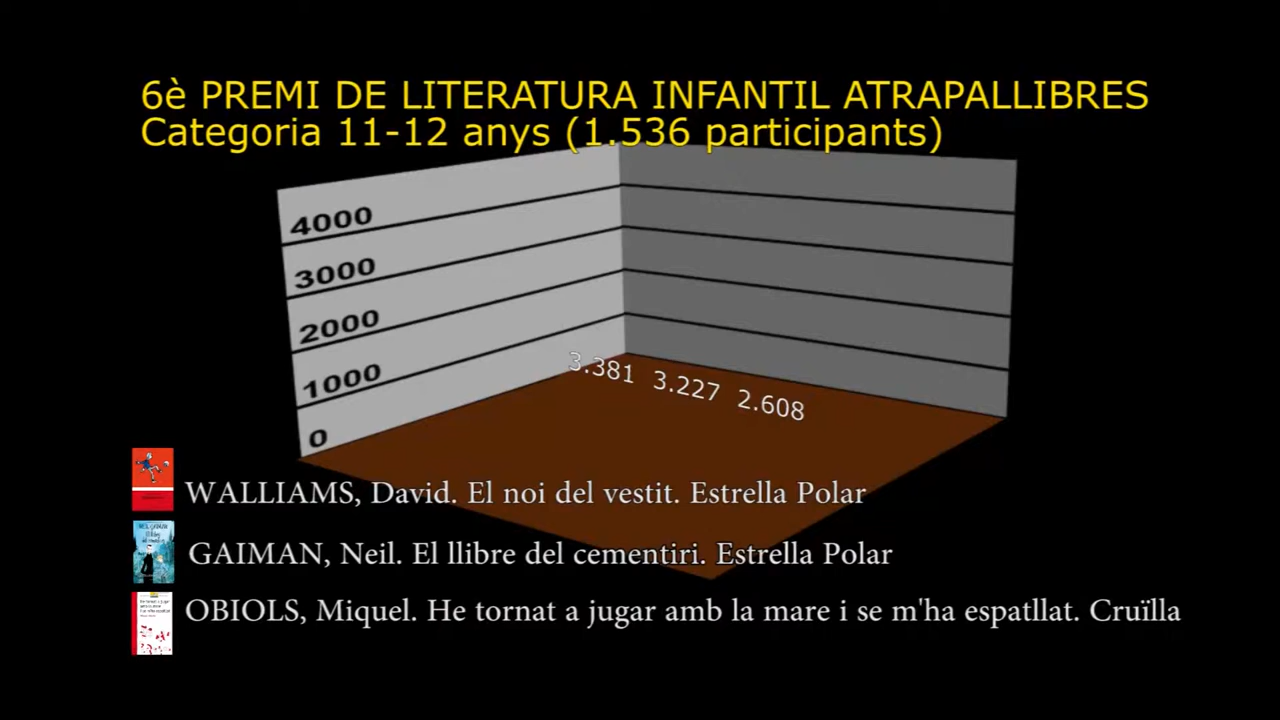 6è PREMI DE LITERATURA INFANTIL ATRAPALLIBRES
Categoria 11-12 anys (1.536 participants)
4000
3000
2000
1000
0
3.381 3.227 2.608
WALLIAMS, David. El noi del vestit. Estrella Polar
GAIMAN, Neil. El llibre del cementiri. Estrella Polar
OBIOLS, Miquel. He tornat a jugar amb la mare i se m'ha espatllat. Cruïlla